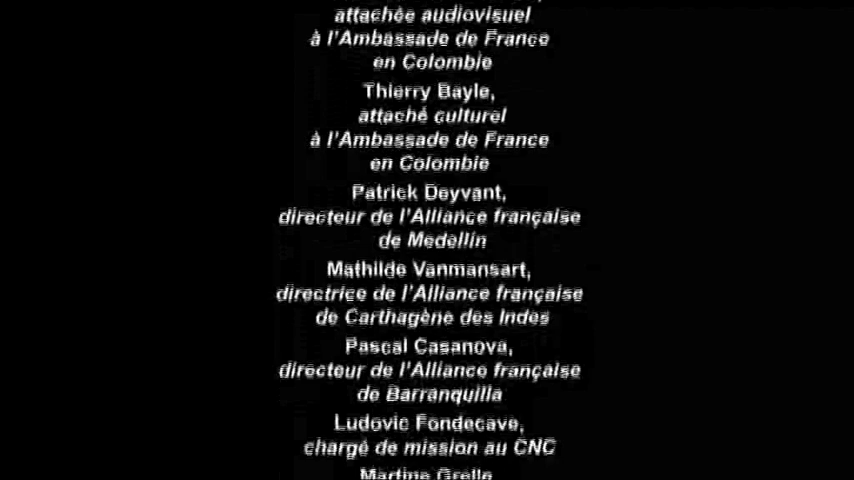 attachée audiovisuel
à l'Ambassade de France
en Colombie
Thierry Bayle,
attaché culturel
à l'Ambassade de France
en Colombie
Patrick Deyvant,
directeur de l'Alliance française
de Medellin
Mathilde Vanmansart,
directrice de l'Alliance française
de Carthagène des Indes
Pascal Casanova,
directeur de l'Alliance française
de Barranquilla
Ludovic Fondecave,
chargé de mission au CNC
Martine Grelle